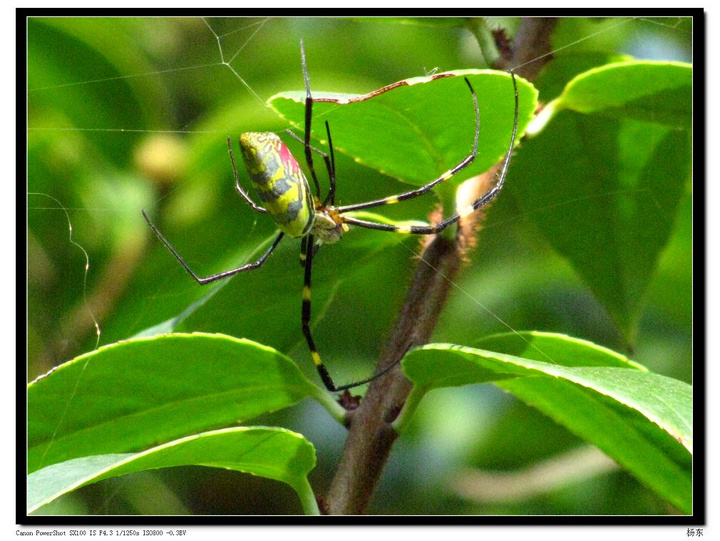 Canon PowerShot SX100 IS F4.3 1/1250s ISO800 -0.3EV
杨东